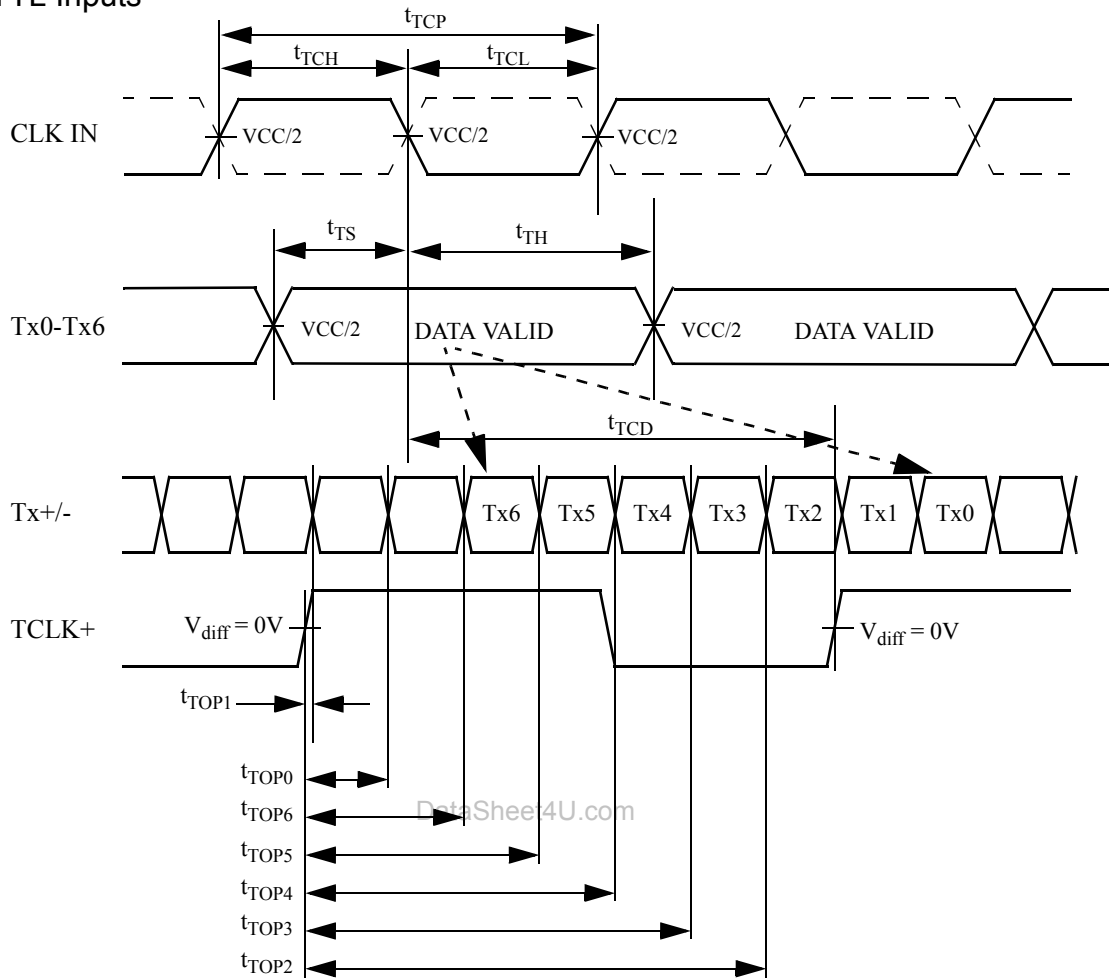 TTL Inputs
tTCP
tTCH
tTCL
CLK IN
VCC/2
VCC/2
VCC/2
tTS
tTH
Tx0-Tx6
VCC/2
DATA VALID
VCC/2
DATA VALID
tTCD
Tx+/-
Tx6
Tx5
Tx4
Tx3
Tx2
Tx1
Tx0
TCLK+
Vdiff = 0V
Vdiff = 0V
tTOP1
tTOP0
DataSheet4U.com
tTOP6
tTOP5
tTOP4
tTOP3
tTOP2